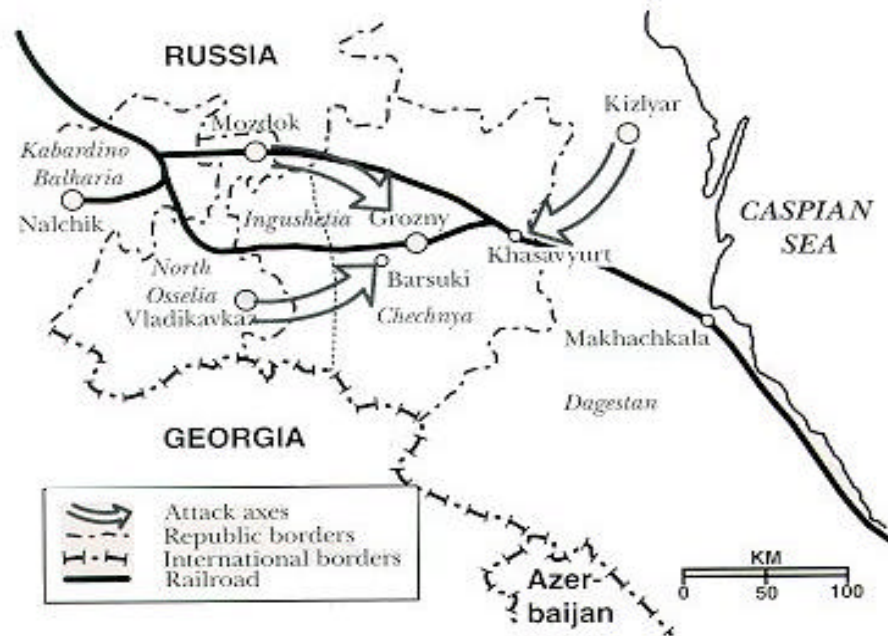 RUSSIA
Kizlyar
Mozdok
Kabardino
Balharia
Nalchik
Ingushetia
Grozny
CASPIAN
SEA
Khasavyurt
North
Osselia
Barsuki
Vladikavkaz
Chechnya
Makhachkala
Dagestan
GEORGIA
Attack axes
Republic borders
International borders
Railroad
Azer-
baijan
KM
0 50 100